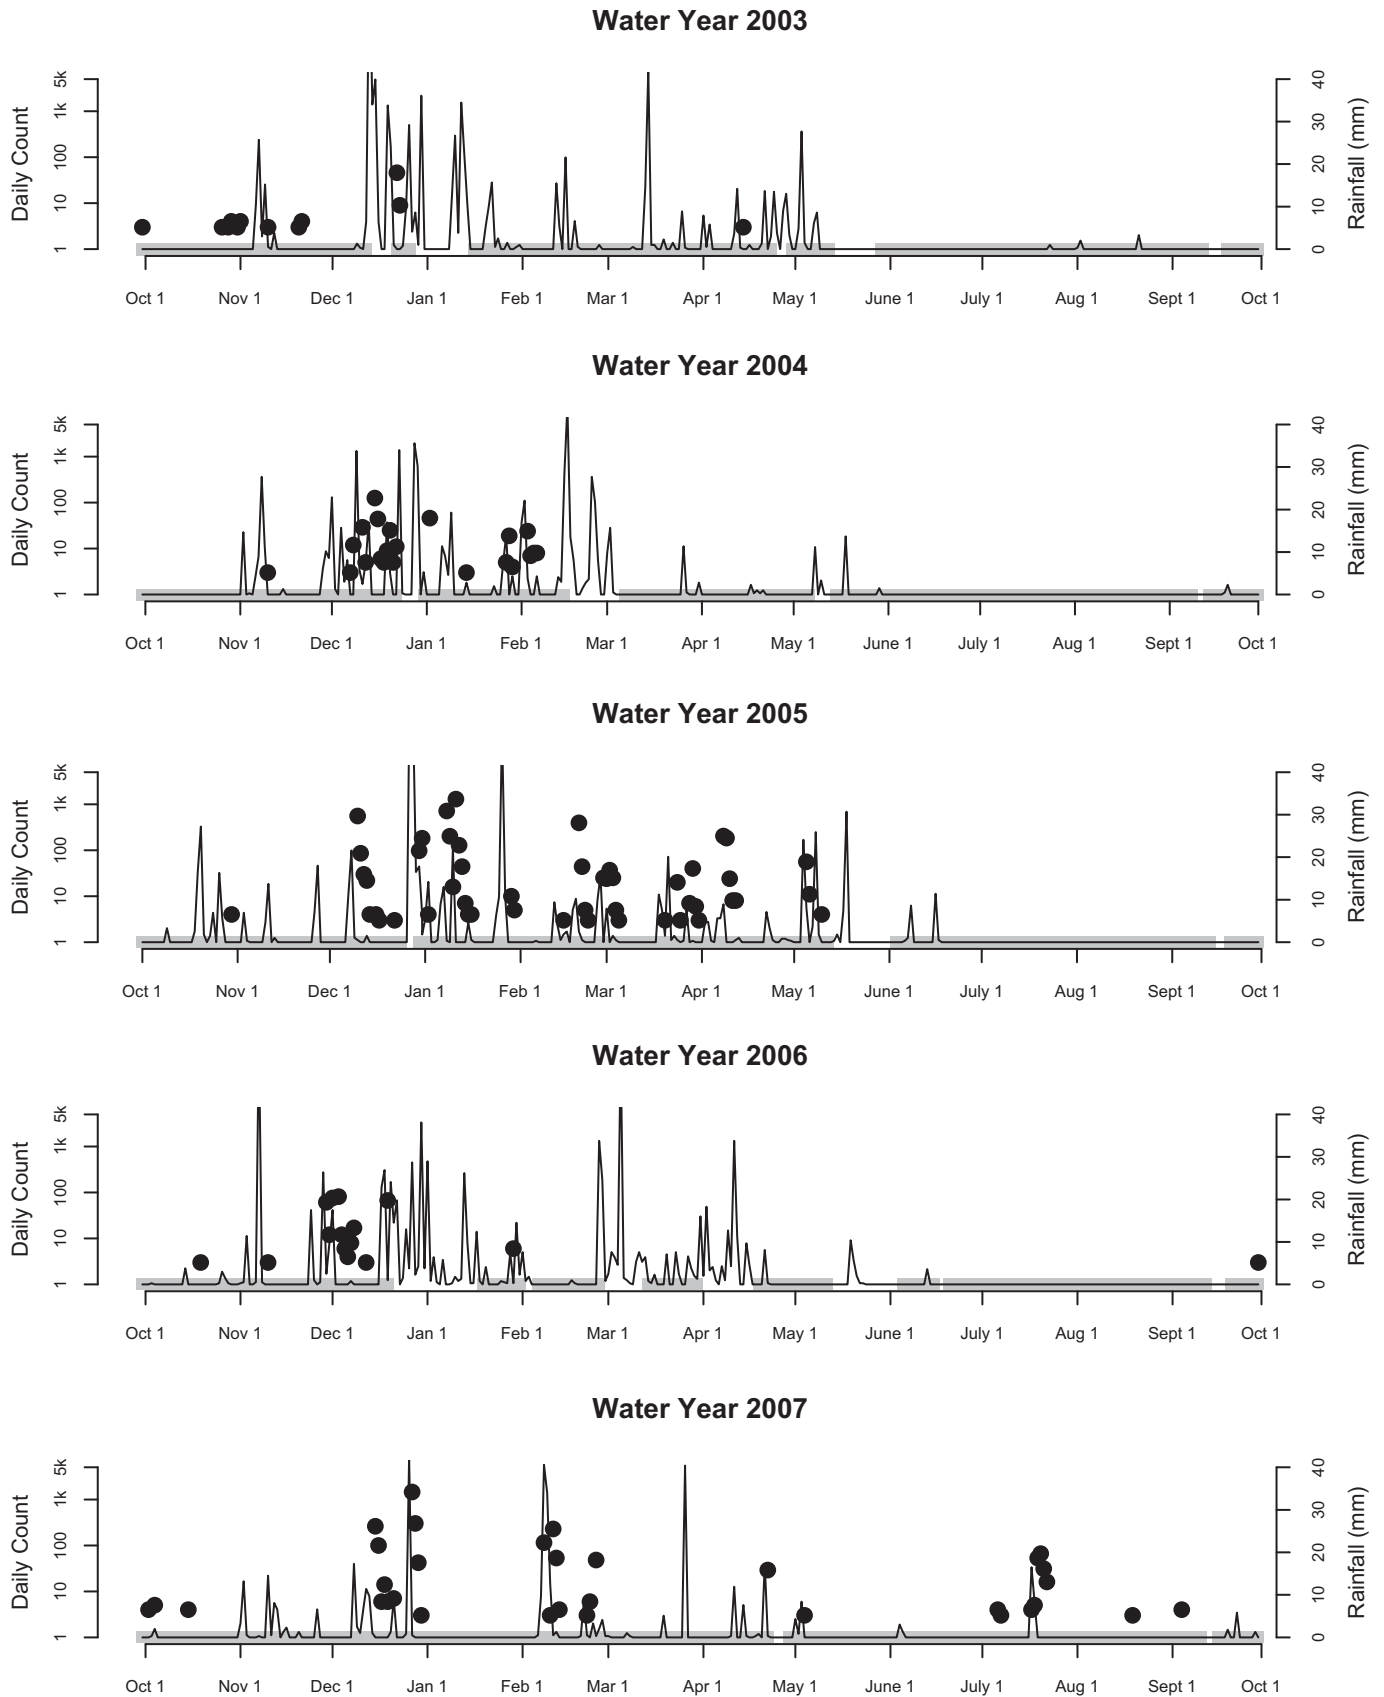 Water Year 2003
Daily Count
1 10 100 1k 5k
0 10 20 30 40
Rainfall (mm)
Oct 1 Nov 1 Dec 1 Jan 1 Feb 1 Mar 1 Apr 1 May 1 June 1 July 1 Aug 1 Sept 1 Oct 1
Water Year 2004
Daily Count
1 10 100 1k 5k
0 10 20 30 40
Rainfall (mm)
Oct 1 Nov 1 Dec 1 Jan 1 Feb 1 Mar 1 Apr 1 May 1 June 1 July 1 Aug 1 Sept 1 Oct 1
Water Year 2005
Daily Count
1 10 100 1k 5k
0 10 20 30 40
Rainfall (mm)
Oct 1 Nov 1 Dec 1 Jan 1 Feb 1 Mar 1 Apr 1 May 1 June 1 July 1 Aug 1 Sept 1 Oct 1
Water Year 2006
Daily Count
1 10 100 1k 5k
0 10 20 30 40
Rainfall (mm)
Oct 1 Nov 1 Dec 1 Jan 1 Feb 1 Mar 1 Apr 1 May 1 June 1 July 1 Aug 1 Sept 1 Oct 1
Water Year 2007
Daily Count
1 10 100 1k 5k
0 10 20 30 40
Rainfall (mm)
Oct 1 Nov 1 Dec 1 Jan 1 Feb 1 Mar 1 Apr 1 May 1 June 1 July 1 Aug 1 Sept 1 Oct 1